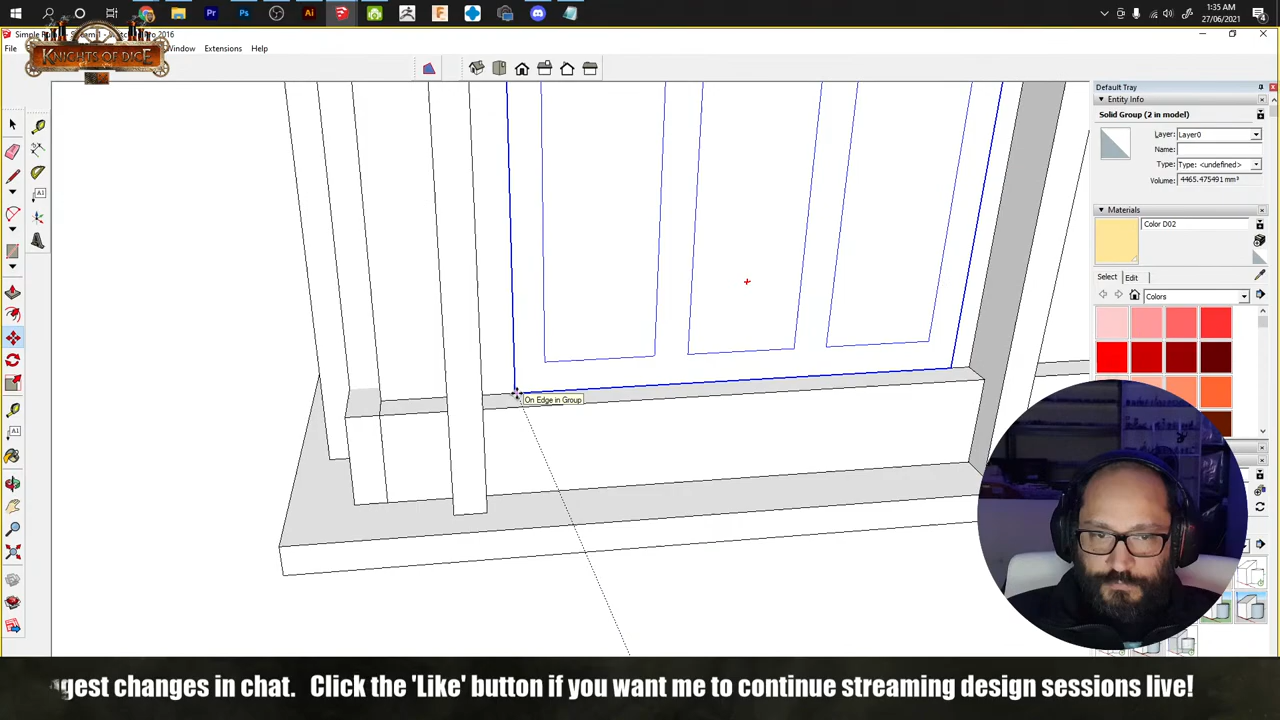 1:35 AM
27/06/2021
KNIGHTS OF DICE
File
Window
Extensions
Help
Default Tray
Entity Info
Solid Group (2 in model)
Layer: Layer0
Name:
Type: Type: <undefined>
Volume: 4465.475491 mm³
Materials
Color D02
Select Edit
Colors
On Edge in Group
ggest changes in chat. Click the 'Like' button if you want me to continue streaming design sessions live!